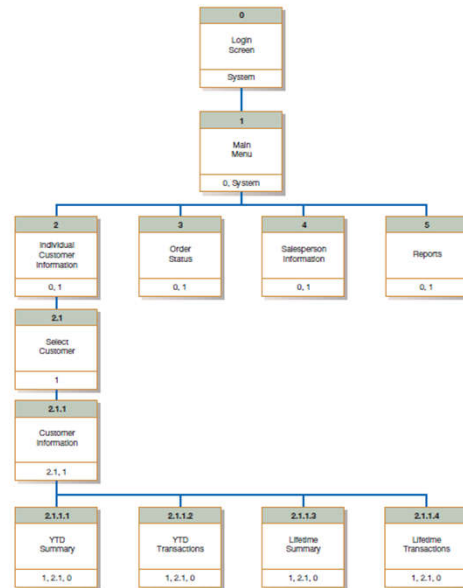 0
Login
Screen
System
1
Main
Menu
0, System
2
Individual
Customer
Information
0, 1
3
Order
Status
0, 1
4
Salesperson
Information
0, 1
5
Reports
0, 1
2.1
Select
Customer
1
2.1.1
Customer
Information
2.1, 1
2.1.1.1
YTD
Summary
1, 2.1, 0
2.1.1.2
YTD
Transactions
1, 2.1, 0
2.1.1.3
Lifetime
Summary
1, 2.1, 0
2.1.1.4
Lifetime
Transactions
1, 2.1, 0